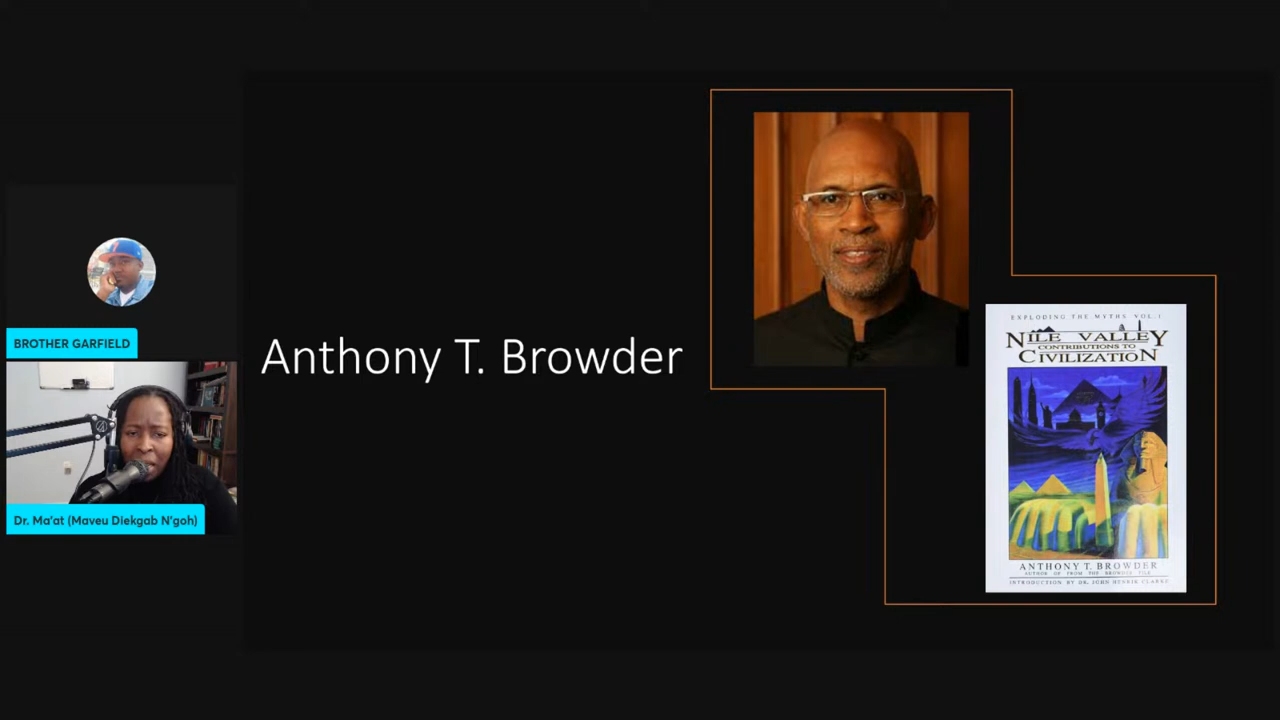 BROTHER GARFIELD
Dr. Ma'at (Maveu Diekgab N'goh)
Anthony T. Browder
EXPLODING THE MYTHS VOL. 1
NILE VALLEY
CONTRIBUTIONS TO
CIVILIZATION
ANTHONY T. BROWDER
AUTHOR OF FROM THE BROWDER FILE
INTRODUCTION BY DR. JOHN HENRIK CLARKE